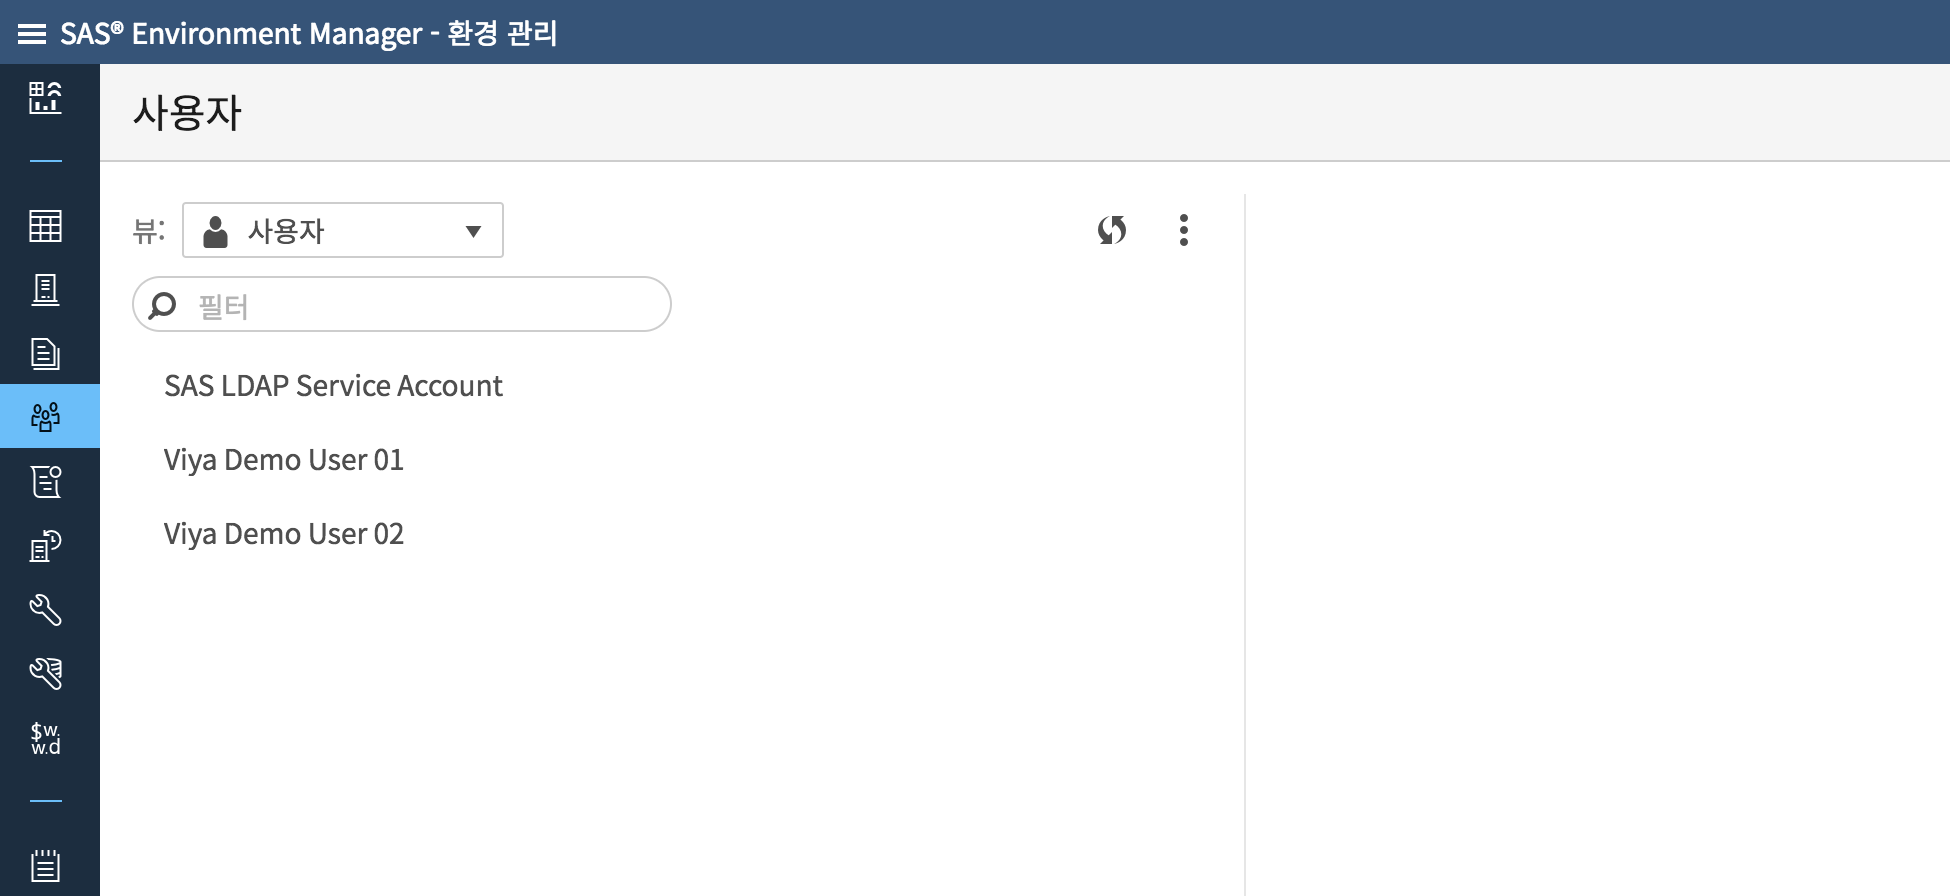 SAS® Environment Manager - 환경 관리
사용자
뷰: 사용자
필터
SAS LDAP Service Account
Viya Demo User 01
Viya Demo User 02
$w.
w.d